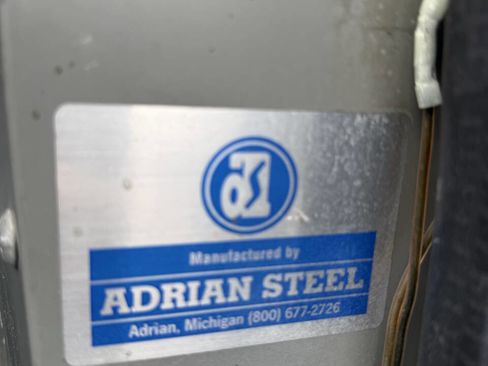 Manufactured by
ADRIAN STEEL
Adrian, Michigan (800) 677-2726